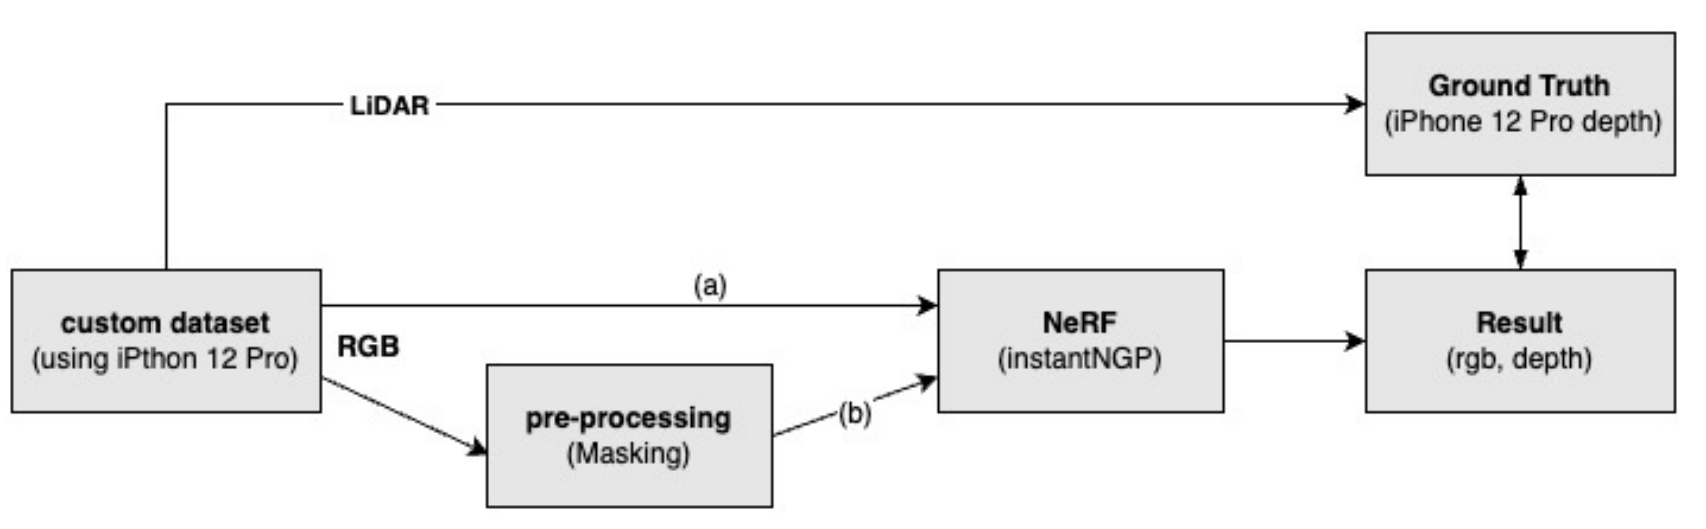 Ground Truth
(iPhone 12 Pro depth)
LiDAR
(a)
custom dataset
(using iPthon 12 Pro)
RGB
NeRF
(instantNGP)
Result
(rgb, depth)
pre-processing
(Masking)
(b)